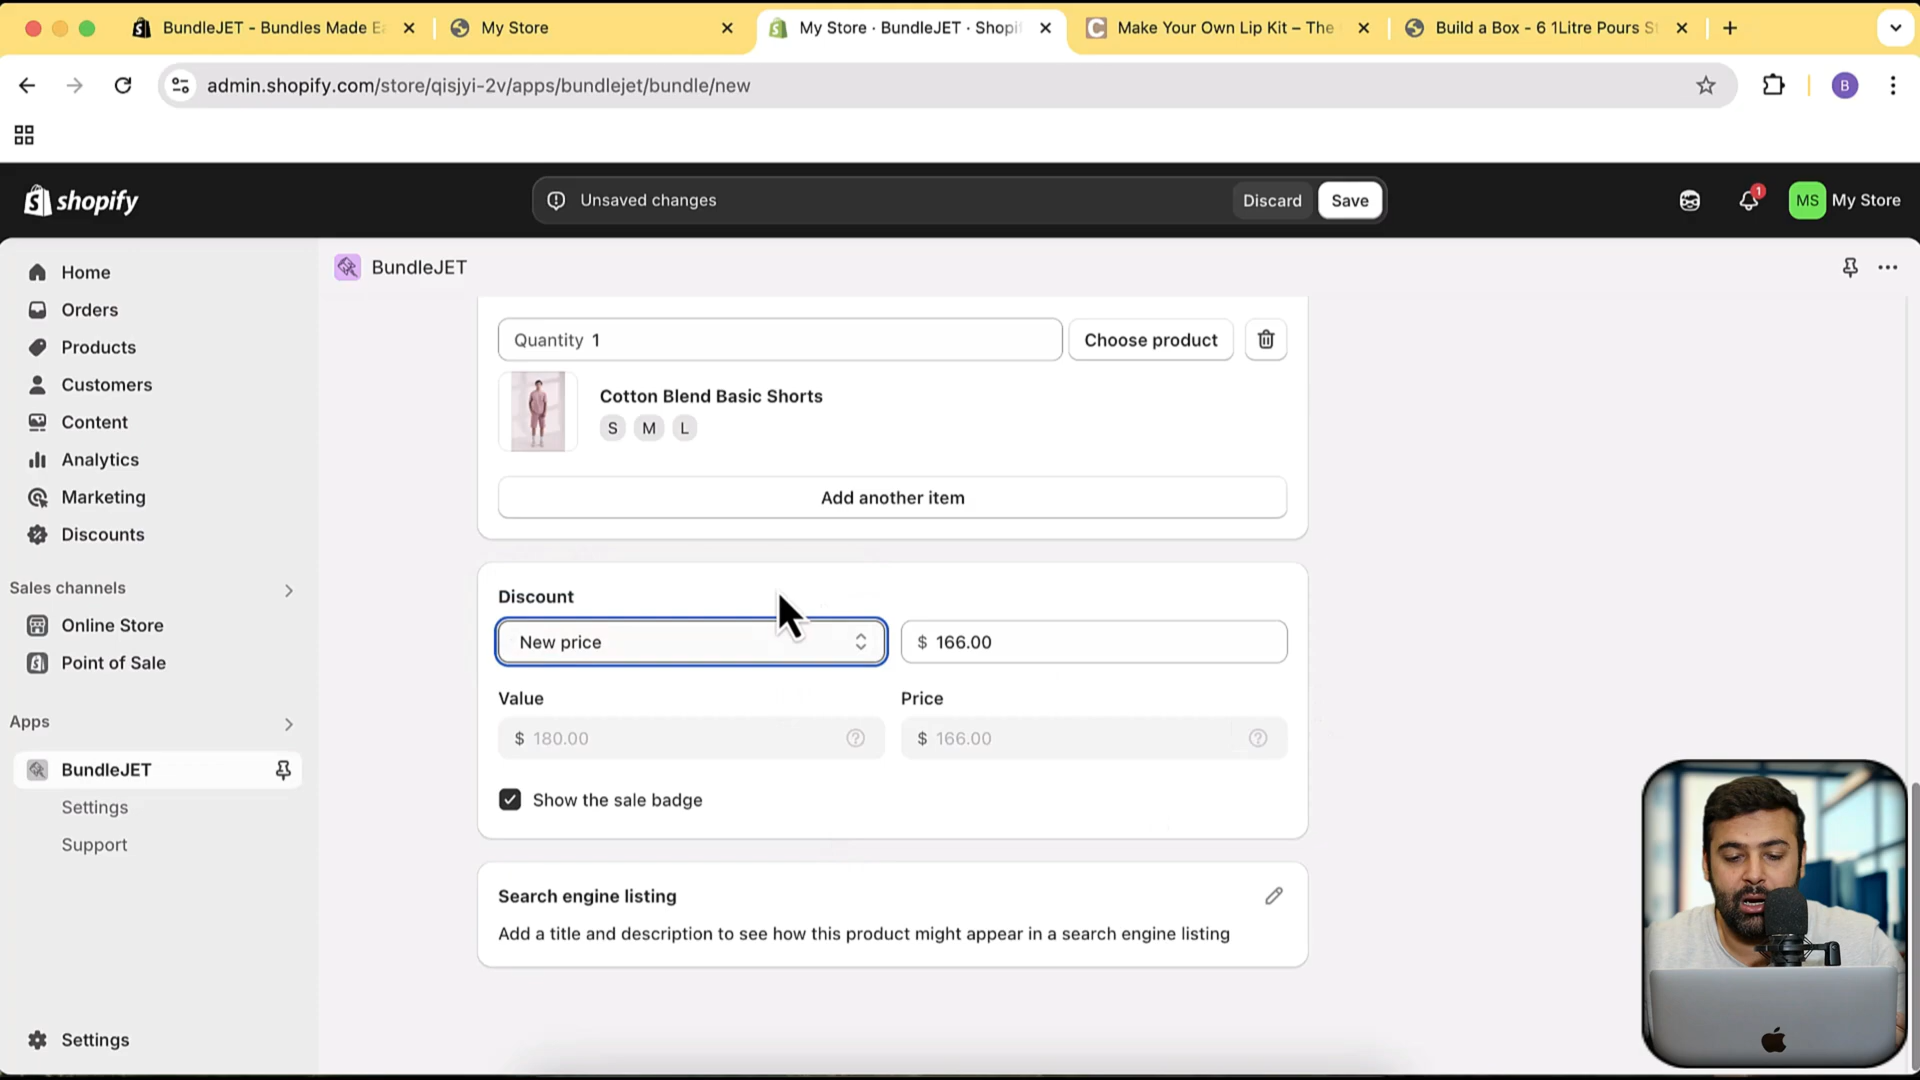 BundleJET - Bundles Made Ea
My Store
My Store · BundleJET · Shopi
Make Your Own Lip Kit – The
Build a Box - 6 1Litre Pours S
admin.shopify.com/store/qisjyi-2v/apps/bundlejet/bundle/new
B
shopify
Unsaved changes
Discard
Save
1
MS
My Store
Home
Orders
Products
Customers
Content
Analytics
Marketing
Discounts
Sales channels
Online Store
Point of Sale
Apps
BundleJET
Settings
Support
Settings
BundleJET
Quantity 1
Choose product
Cotton Blend Basic Shorts
S M L
Add another item
Discount
New price
$ 166.00
Value
Price
$ 180.00
$ 166.00
Show the sale badge
Search engine listing
Add a title and description to see how this product might appear in a search engine listing